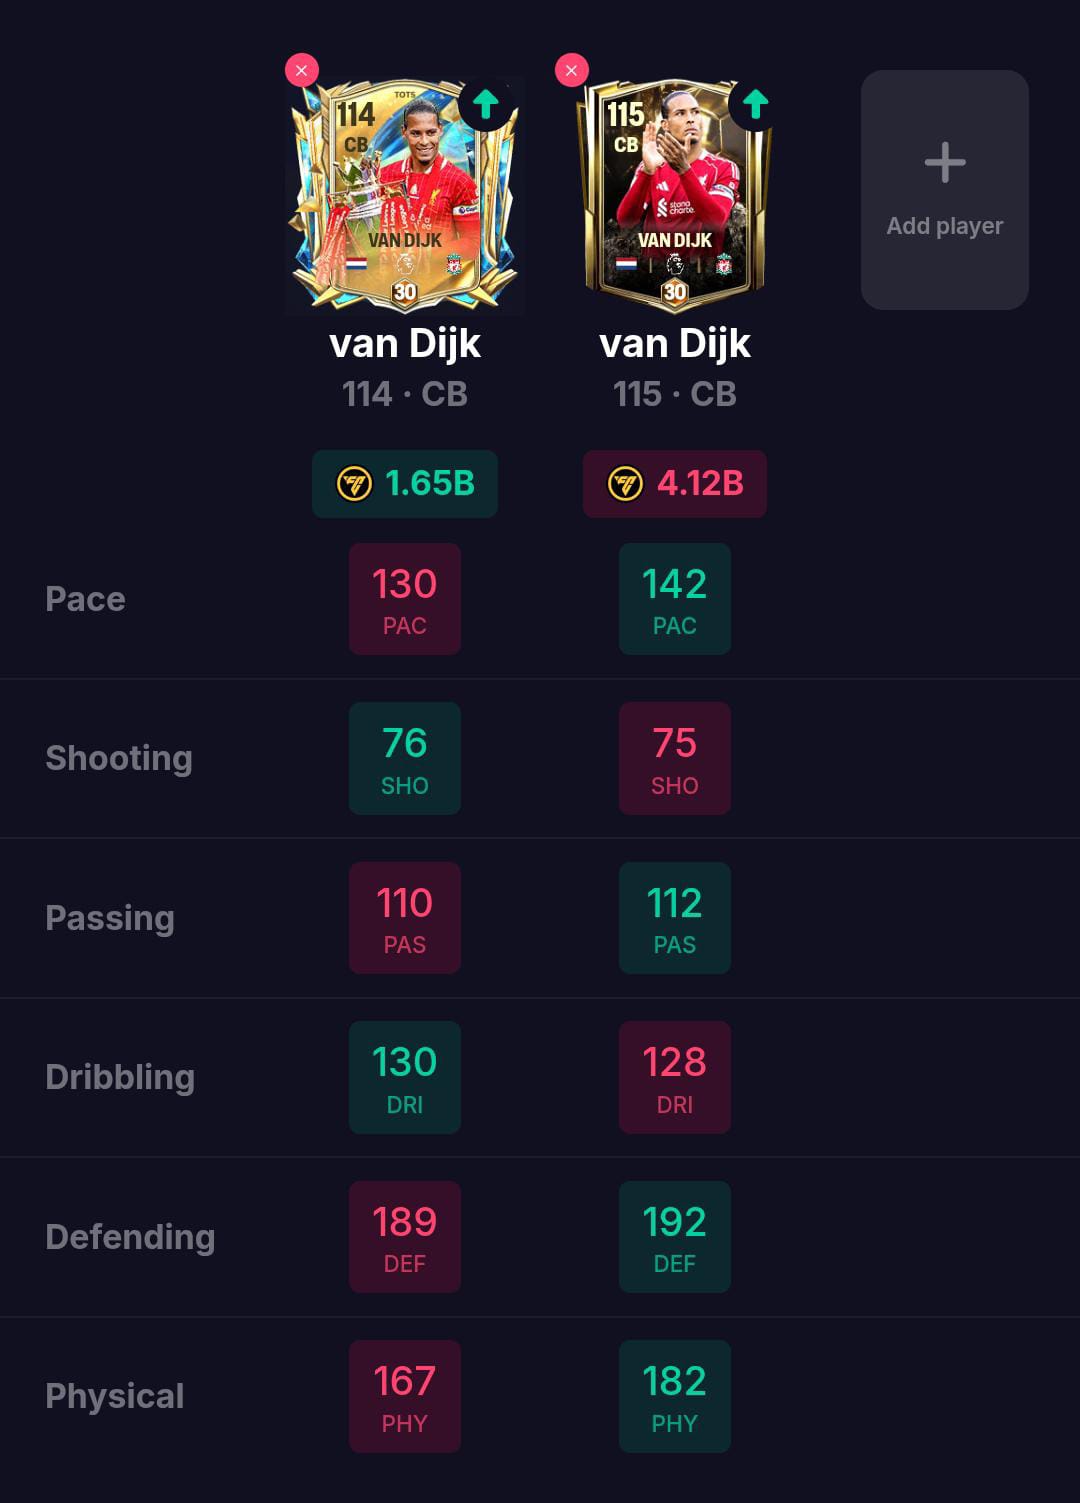 TOTS
114
CB
VAN DIJK
30
115
CB
VAN DIJK
30
Add player
van Dijk
114 · CB
van Dijk
115 · CB
1.65B
4.12B
Pace
130
PAC
142
PAC
Shooting
76
SHO
75
SHO
Passing
110
PAS
112
PAS
Dribbling
130
DRI
128
DRI
Defending
189
DEF
192
DEF
Physical
167
PHY
182
PHY